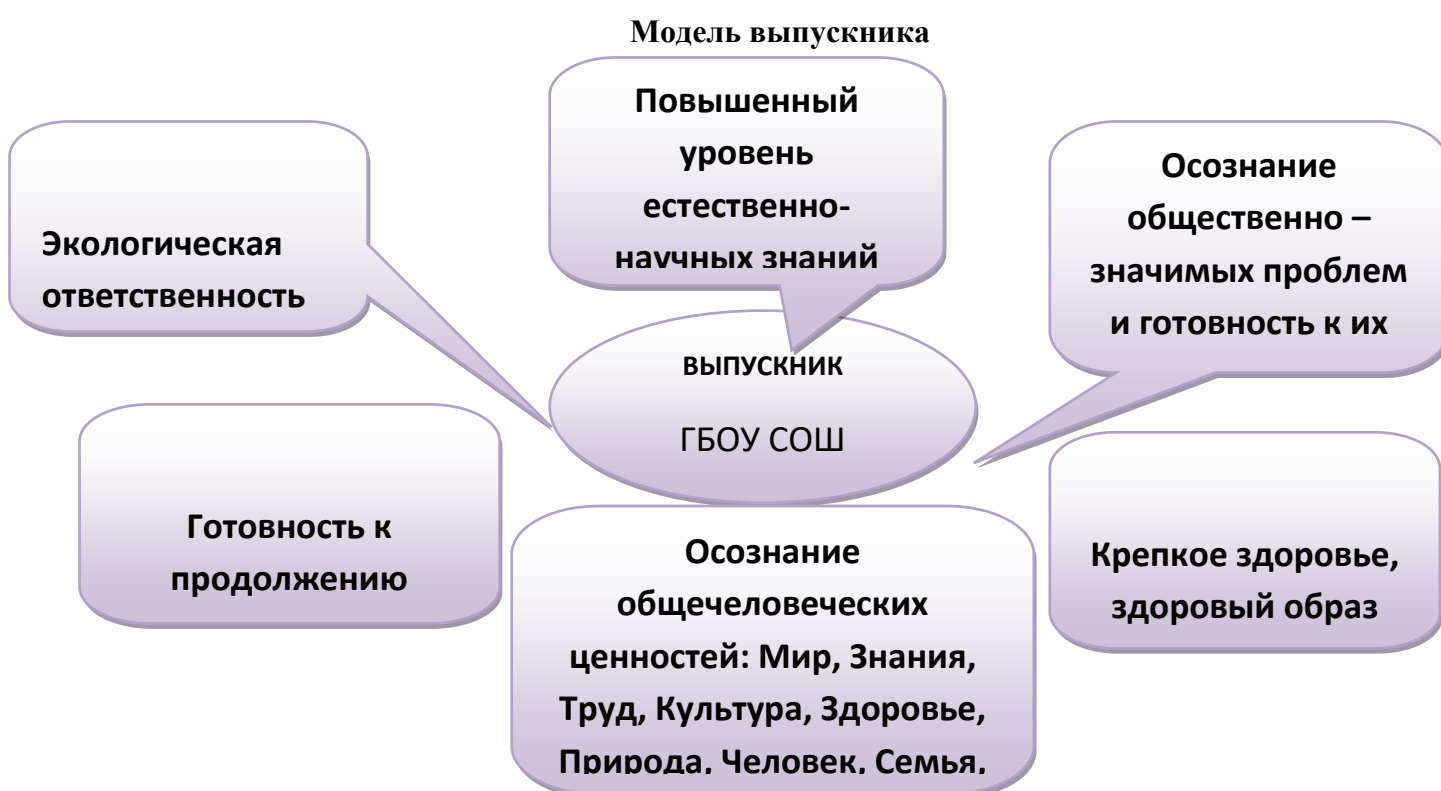 Модель выпускника
Повышенный
уровень
естественно-
научных знаний
Экологическая
ответственность
Осознание
общественно –
значимых проблем
и готовность к их
ВЫПУСКНИК
ГБОУ СОШ
Готовность к
продолжению
Осознание
общечеловеческих
ценностей: Мир, Знания,
Труд, Культура, Здоровье,
Природа, Человек, Семья,
Крепкое здоровье,
здоровый образ